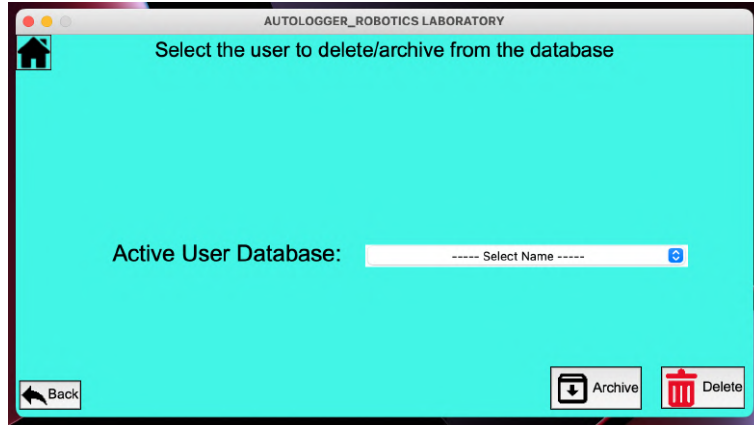 AUTOLOGGER_ROBOTICS LABORATORY
Select the user to delete/archive from the database
Active User Database:
----- Select Name -----
Back
Archive
Delete